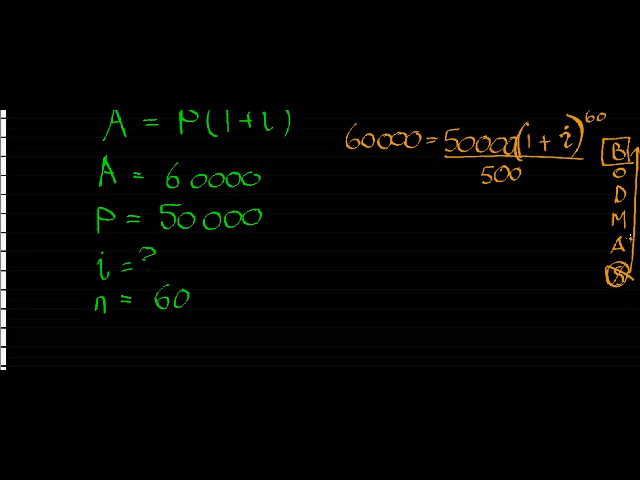 A = P(1+i)
A = 60000
P = 50000
i = ?
n = 60
60000 = 50000(1 + i)^60
500
B
O
D
M
A
S